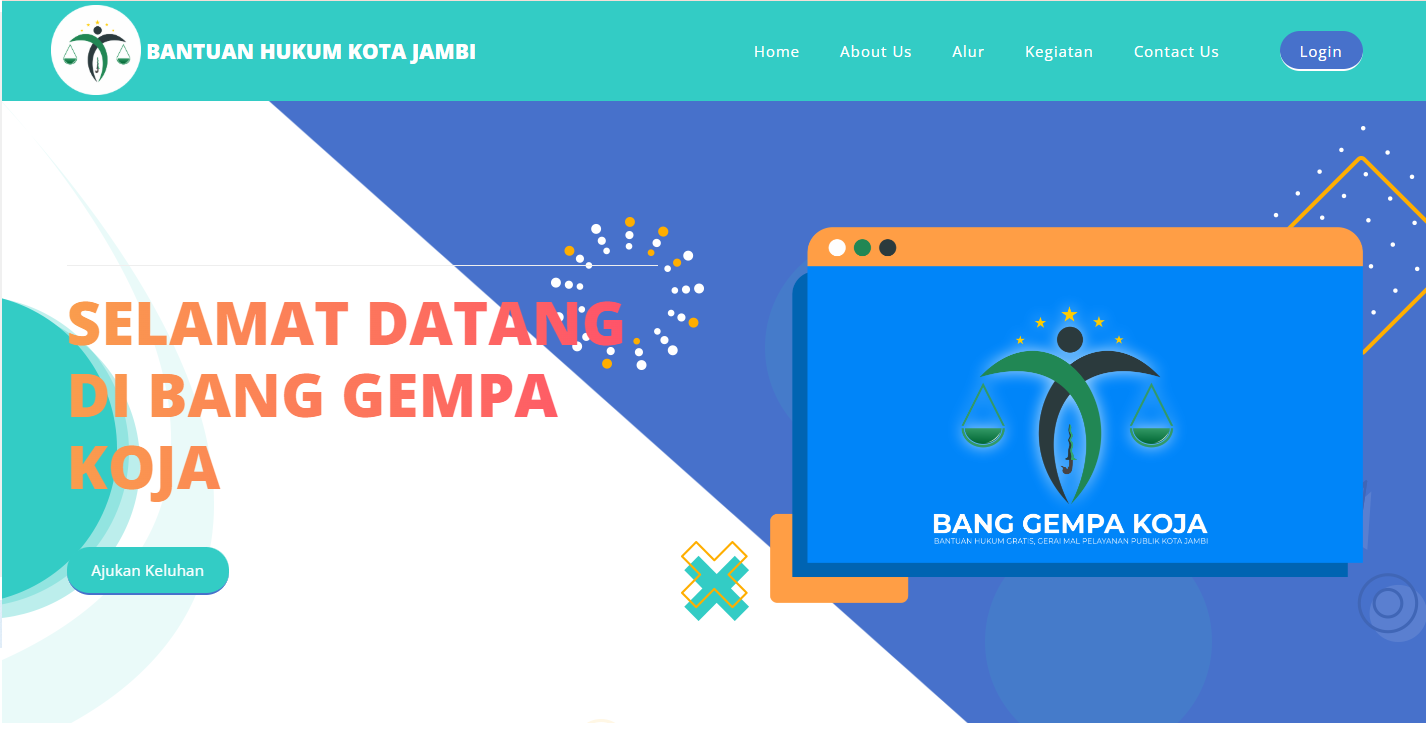 BANTUAN HUKUM KOTA JAMBI
Home About Us Alur Kegiatan Contact Us Login
SELAMAT DATANG
DI BANG GEMPA
KOJA
Ajukan Keluhan
BANG GEMPA KOJA
BANTUAN HUKUM GRATIS, GERAI MAL PELAYANAN PUBLIK KOTA JAMBI